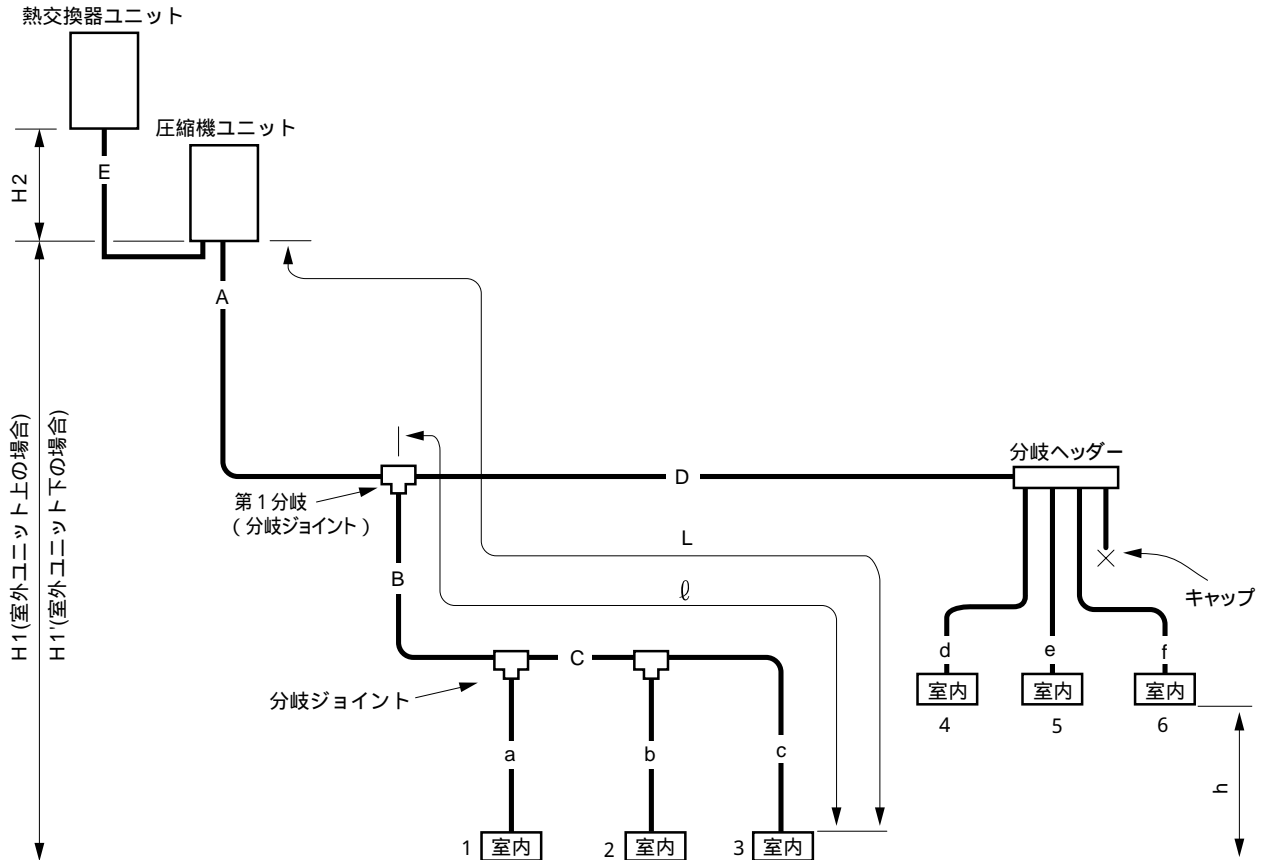 熱交換器ユニット
圧縮機ユニット
H2
E
A
H1(室外ユニット上の場合)
H1'(室外ユニット下の場合)
第1分岐
(分岐ジョイント)
D
分岐ヘッダー
L
B
ℓ
キャップ
C
分岐ジョイント
d
e
f
室内
室内
室内
4
5
6
a
b
c
h
1 室内
2 室内
3 室内